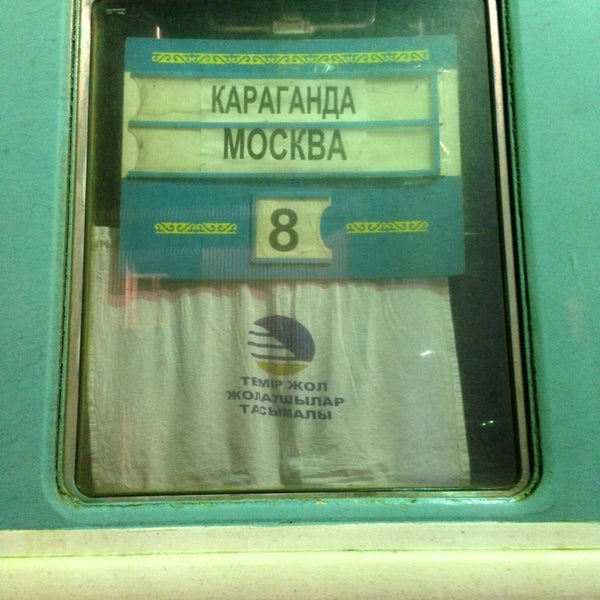 КАРАГАНДА
МОСКВА
8
ТЕМІР ЖОЛ
ЖОЛАУШЫЛАР
ТАСЫМАЛЫ